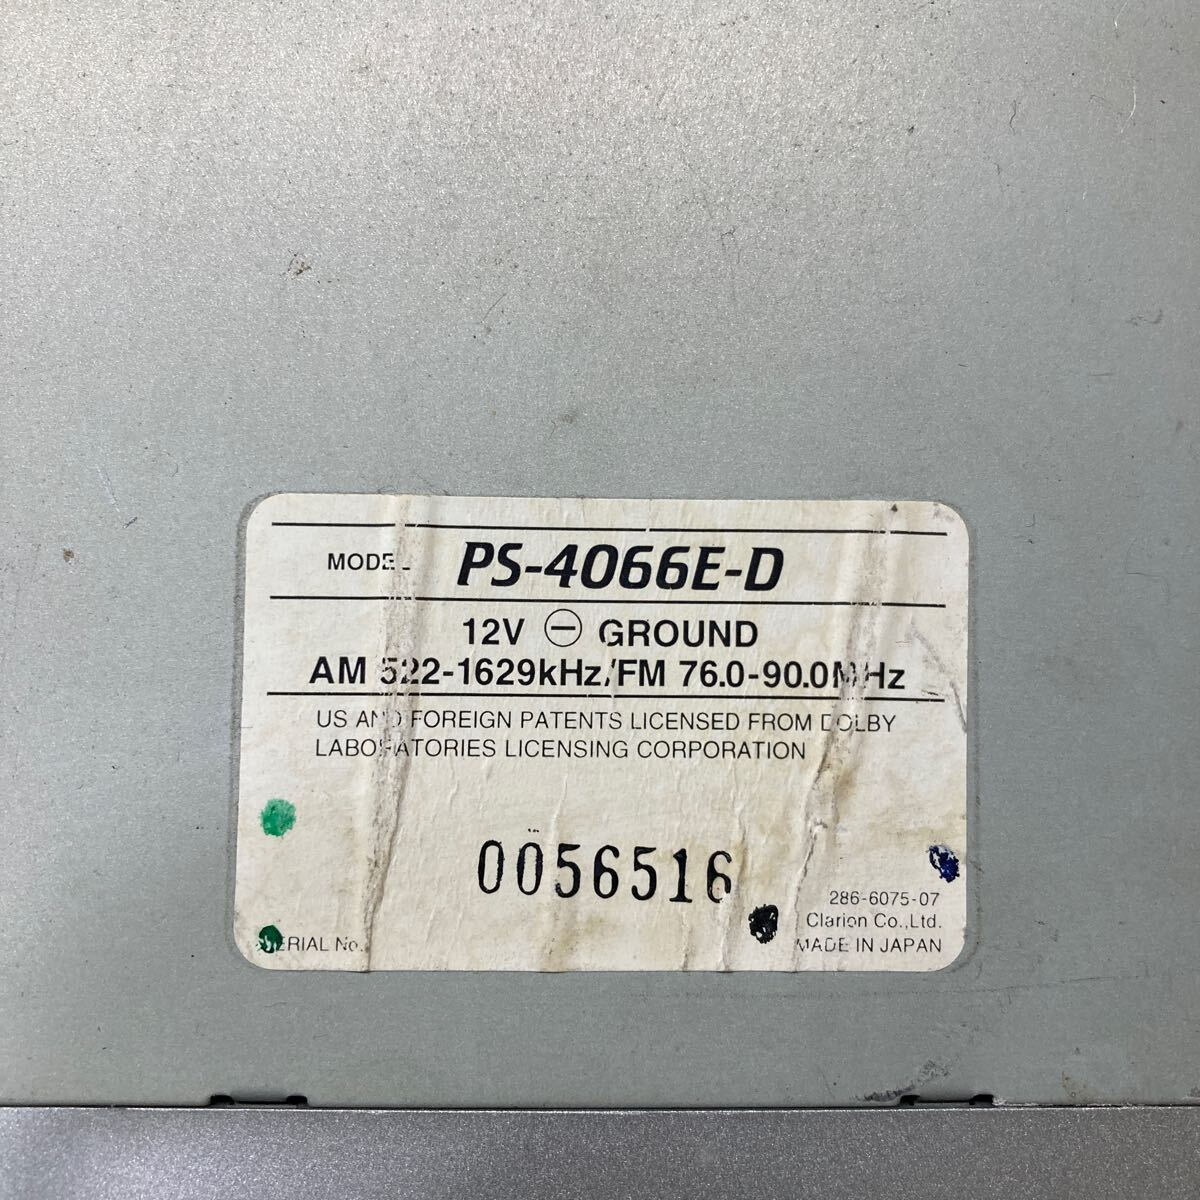 MODEL PS-4066E-D
12V ⊖ GROUND
AM 522-1629kHz/FM 76.0-90.0MHz
US AND FOREIGN PATENTS LICENSED FROM DOLBY
LABORATORIES LICENSING CORPORATION
0056516
286-6075-07
Clarion Co.,Ltd.
SERIAL No. MADE IN JAPAN